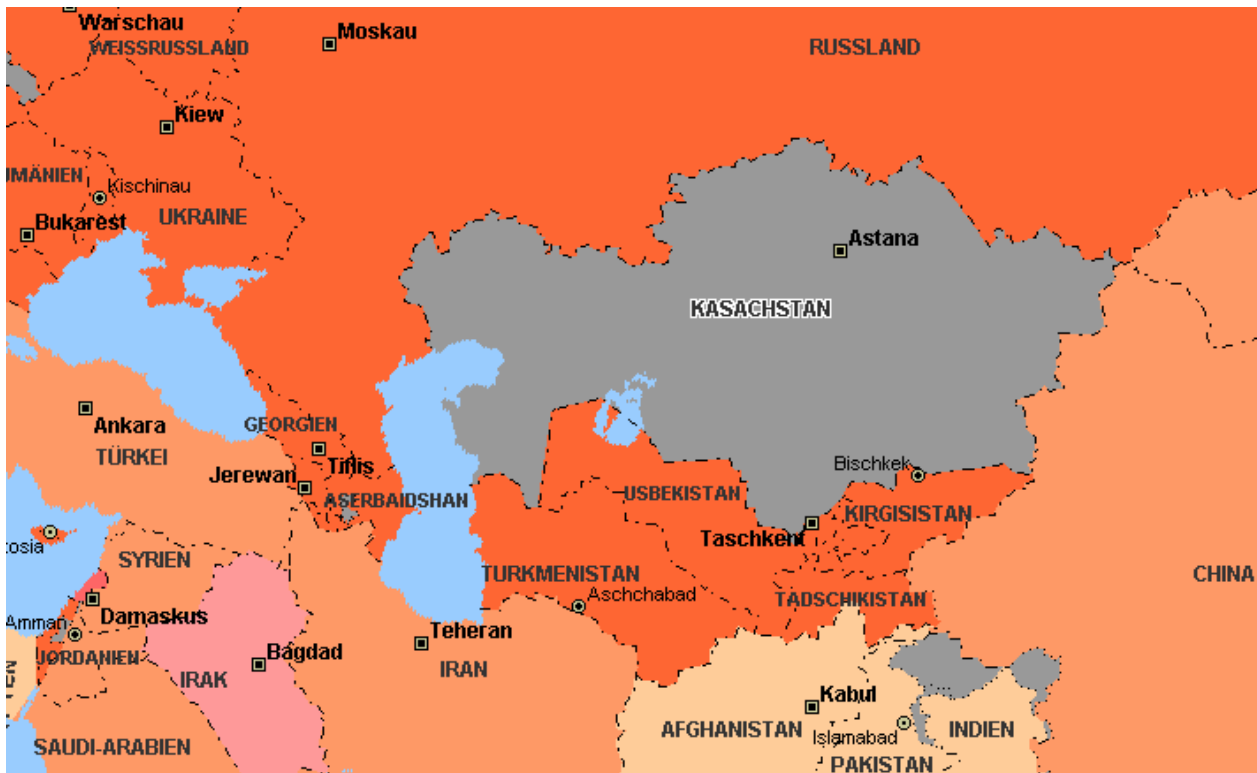 Warschau
Moskau
WEISSRUSSLAND
RUSSLAND
Kiew
UMÄNIEN
Kischinau
Bukarest
UKRAINE
Astana
KASACHSTAN
Ankara
GEORGIEN
TÜRKEI
Tiflis
Bischkek
Jerewan
ASERBAIDSHAN
USBEKISTAN
KIRGISISTAN
Taschkent
cosia
SYRIEN
TURKMENISTAN
CHINA
Aschchabad
TADSCHIKISTAN
Damaskus
Amman
Teheran
JORDANIEN
Bagdad
IRAN
IRAK
TEN
Kabul
AFGHANISTAN
INDIEN
Islamabad
SAUDI-ARABIEN
PAKISTAN